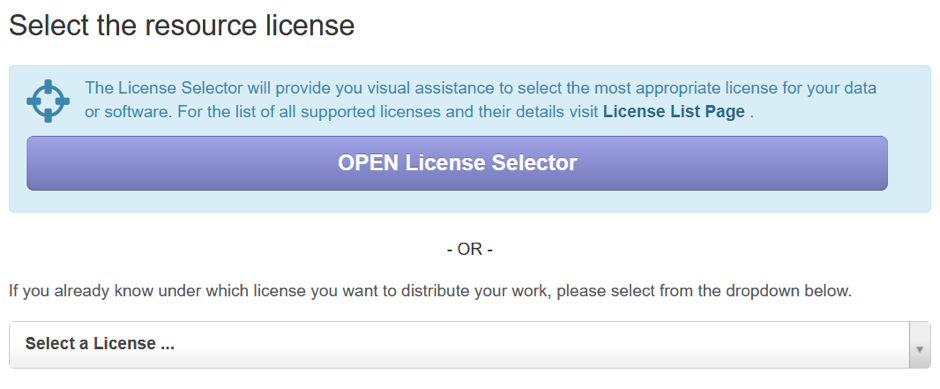 Select the resource license
The License Selector will provide you visual assistance to select the most appropriate license for your data
or software. For the list of all supported licenses and their details visit License List Page .
OPEN License Selector
- OR -
If you already know under which license you want to distribute your work, please select from the dropdown below.
Select a License ...